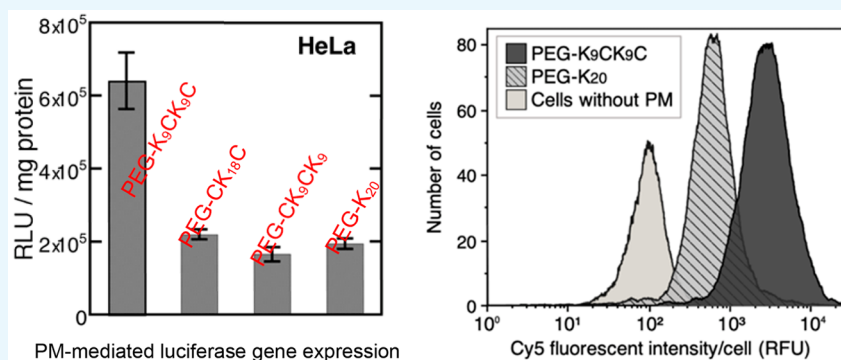 8x10⁵
6x10⁵
4x10⁵
2x10⁵
0
RLU / mg protein
HeLa
PEG-K₉CK₉C
PEG-CK₁₈C
PEG-CK₉CK₉
PEG-K₂₀
PM-mediated luciferase gene expression
80
60
40
20
0
Number of cells
PEG-K₉CK₉C
PEG-K₂₀
Cells without PM
10⁰ 10¹ 10² 10³ 10⁴
Cy5 fluorescent intensity/cell (RFU)